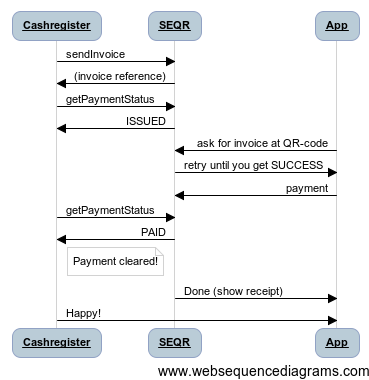 Cashregister SEQR App
sendInvoice
(invoice reference)
getPaymentStatus
ISSUED
ask for invoice at QR-code
retry until you get SUCCESS
payment
getPaymentStatus
PAID
Payment cleared!
Done (show receipt)
Happy!
Cashregister SEQR App
www.websequencediagrams.com